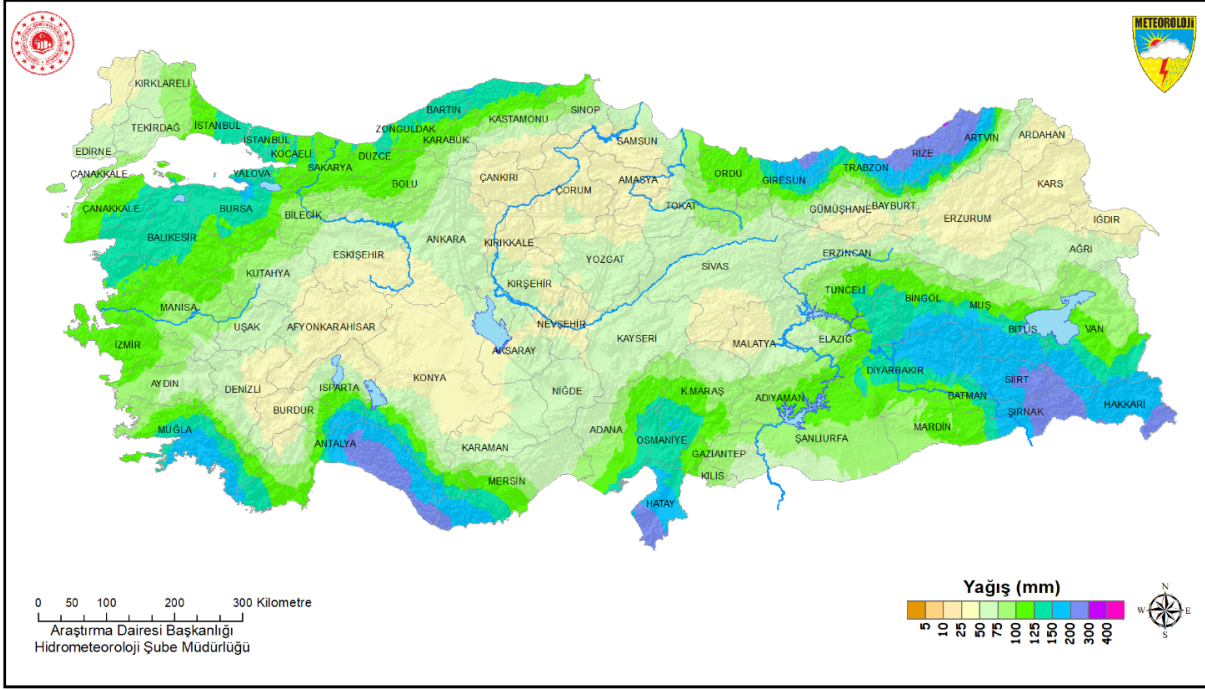 METEOROLOJİ
KIRKLARELİ
TEKİRDAĞ
EDİRNE
İSTANBUL
İSTANBUL
KOCAELİ
YALOVA
SAKARYA
DÜZCE
ZONGULDAK
BARTIN
KARABÜK
KASTAMONU
SİNOP
SAMSUN
BOLU
ÇANKIRI
ÇORUM
AMASYA
TOKAT
ORDU
GİRESUN
TRABZON
RİZE
ARTVİN
ARDAHAN
KARS
IĞDIR
AĞRI
ERZURUM
BAYBURT
GÜMÜŞHANE
ERZİNCAN
ÇANAKKALE
ÇANAKKALE
BURSA
BİLECİK
BALIKESİR
ESKİŞEHİR
ANKARA
KIRIKKALE
YOZGAT
SİVAS
KÜTAHYA
KIRŞEHİR
NEVŞEHİR
KAYSERİ
MALATYA
ELAZIĞ
TUNCELİ
BİNGÖL
MUŞ
BİTLİS
VAN
MANİSA
İZMİR
UŞAK
AFYONKARAHİSAR
AKSARAY
KONYA
NİĞDE
AYDIN
DENİZLİ
ISPARTA
BURDUR
MUĞLA
ANTALYA
KARAMAN
MERSİN
ADANA
OSMANİYE
K.MARAŞ
ADIYAMAN
GAZİANTEP
KİLİS
HATAY
ŞANLIURFA
DİYARBAKIR
BATMAN
MARDİN
SİİRT
ŞIRNAK
HAKKARİ
0 50 100 200 300 Kilometre
Araştırma Dairesi Başkanlığı
Hidrometeoroloji Şube Müdürlüğü
Yağış (mm)
5 10 25 50 75 100 125 150 200 300 400
N
W E
S